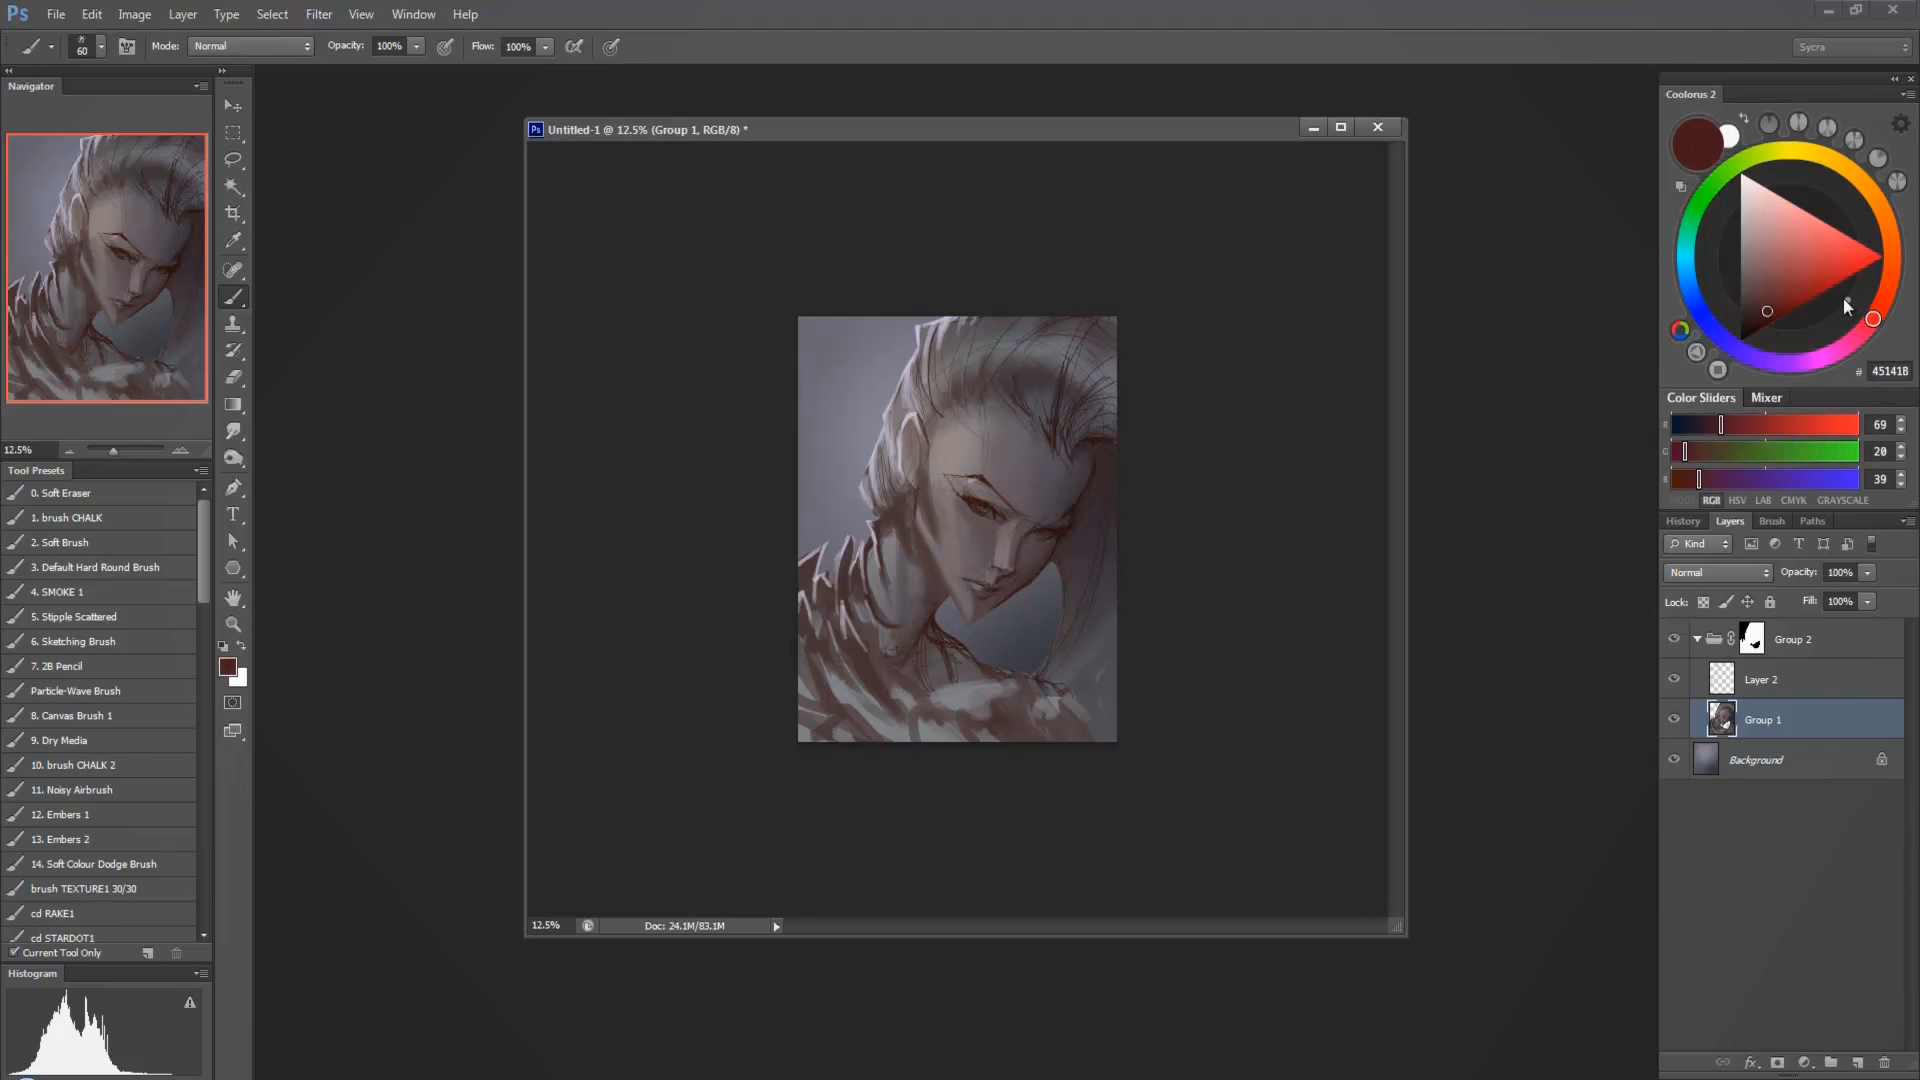 Ps File Edit Image Layer Type Select Filter View Window Help
60 Mode: Normal Opacity: 100% Flow: 100% Sycra
Navigator
12.5%
Tool Presets
0. Soft Eraser
1. brush CHALK
2. Soft Brush
3. Default Hard Round Brush
4. SMOKE 1
5. Stipple Scattered
6. Sketching Brush
7. 2B Pencil
Particle-Wave Brush
8. Canvas Brush 1
9. Dry Media
10. brush CHALK 2
11. Noisy Airbrush
12. Embers 1
13. Embers 2
14. Soft Colour Dodge Brush
brush TEXTURE1 30/30
cd RAKE1
cd STARDOT1
Current Tool Only
Histogram
T
Ps Untitled-1 @ 12.5% (Group 1, RGB/8) *
12.5% Doc: 24.1M/83.1M
Coolorus 2
# 45141B
Color Sliders Mixer
R 69
G 20
B 39
MODE RGB HSV LAB CMYK GRAYSCALE
History Layers Brush Paths
Kind T
Normal Opacity: 100%
Lock: Fill: 100%
Group 2
Layer 2
Group 1
Background
fx